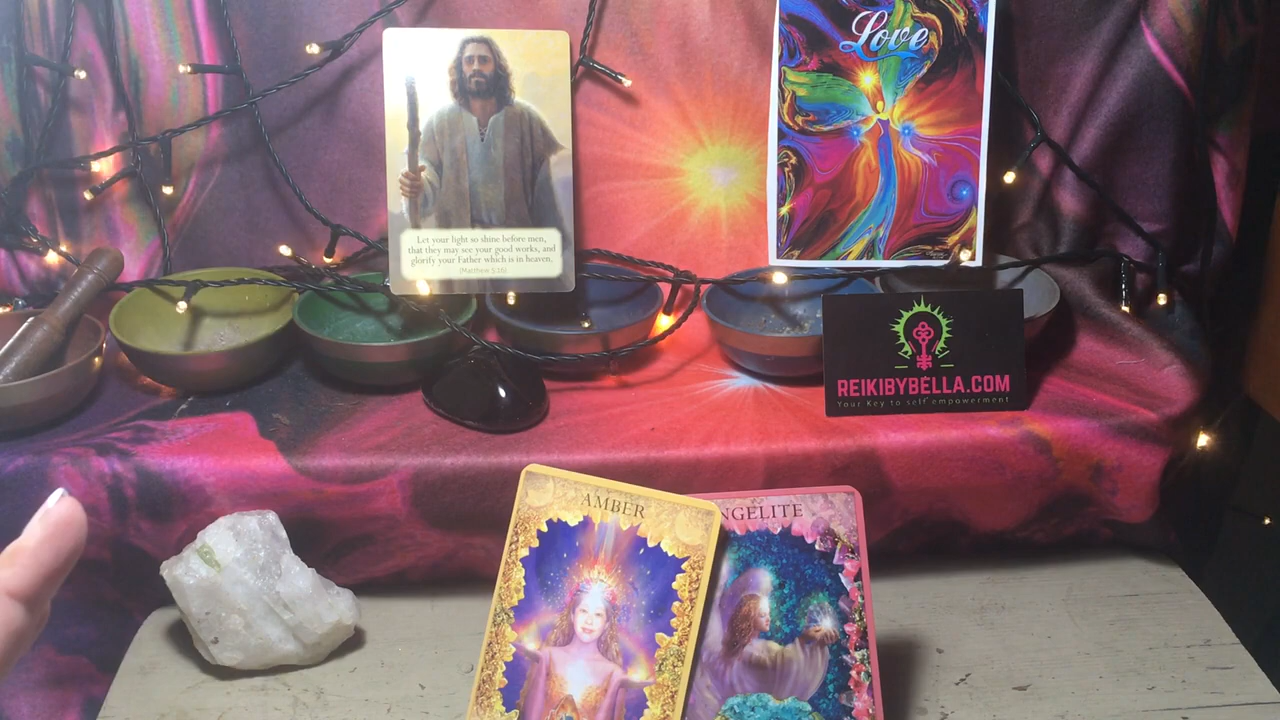 Love
Let your light so shine before men,
that they may see your good works, and
glorify your Father which is in heaven.
(Matthew 5:16)
REIKIBYBELLA.COM
Your Key to self empowerment
AMBER
NGELITE